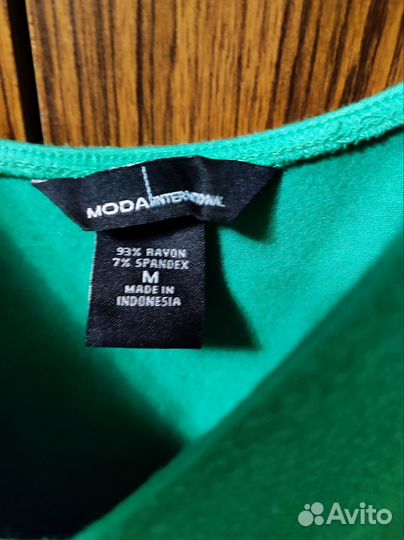 MODA INTERNATIONAL
93% RAYON
7% SPANDEX
M
MADE IN
INDONESIA
Avito